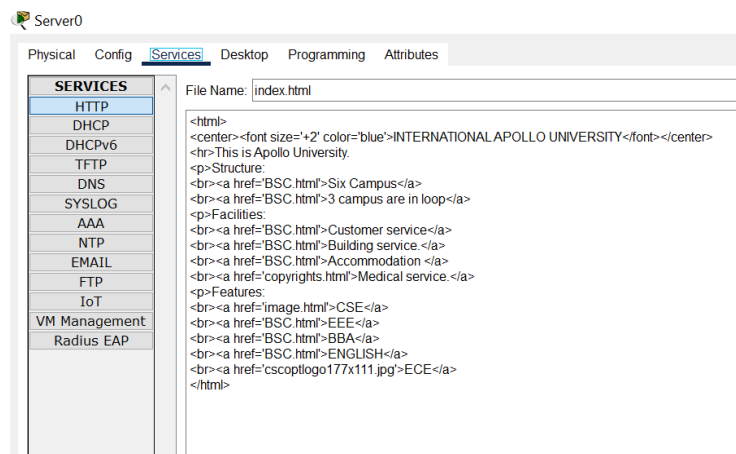 Server0
Physical Config Services Desktop Programming Attributes
SERVICES
HTTP
DHCP
DHCPv6
TFTP
DNS
SYSLOG
AAA
NTP
EMAIL
FTP
IoT
VM Management
Radius EAP
File Name: index.html
<html>
<center><font size='+2' color='blue'>INTERNATIONAL APOLLO UNIVERSITY</font></center>
<hr>This is Apollo University.
<p>Structure:
<br><a href='BSC.html'>Six Campus</a>
<br><a href='BSC.html'>3 campus are in loop</a>
<p>Facilities:
<br><a href='BSC.html'>Customer service</a>
<br><a href='BSC.html'>Building service.</a>
<br><a href='BSC.html'>Accommodation </a>
<br><a href='copyrights.html'>Medical service.</a>
<p>Features:
<br><a href='image.html'>CSE</a>
<br><a href='BSC.html'>EEE</a>
<br><a href='BSC.html'>BBA</a>
<br><a href='BSC.html'>ENGLISH</a>
<br><a href='cscoptlogo177x111.jpg'>ECE</a>
</html>